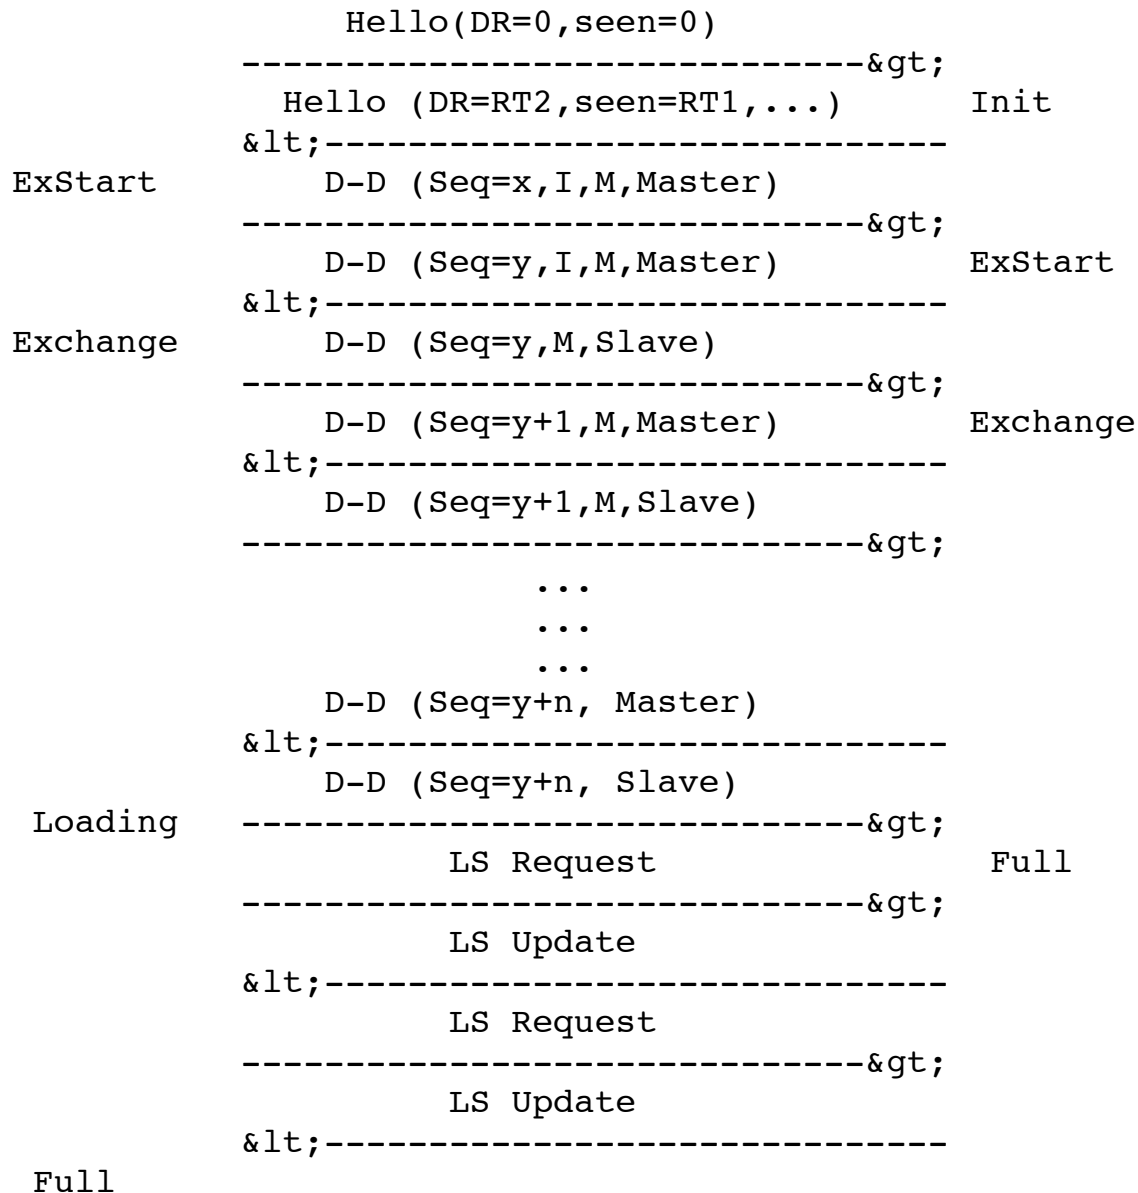 Hello(DR=0,seen=0)
------------------------------&gt;
Hello (DR=RT2,seen=RT1,...) Init
&lt;------------------------------
ExStart D-D (Seq=x,I,M,Master)
------------------------------&gt;
D-D (Seq=y,I,M,Master) ExStart
&lt;------------------------------
Exchange D-D (Seq=y,M,Slave)
------------------------------&gt;
D-D (Seq=y+1,M,Master) Exchange
&lt;------------------------------
D-D (Seq=y+1,M,Slave)
------------------------------&gt;
...
...
...
D-D (Seq=y+n, Master)
&lt;------------------------------
D-D (Seq=y+n, Slave)
Loading ------------------------------&gt;
LS Request Full
------------------------------&gt;
LS Update
&lt;------------------------------
LS Request
------------------------------&gt;
LS Update
&lt;------------------------------
Full